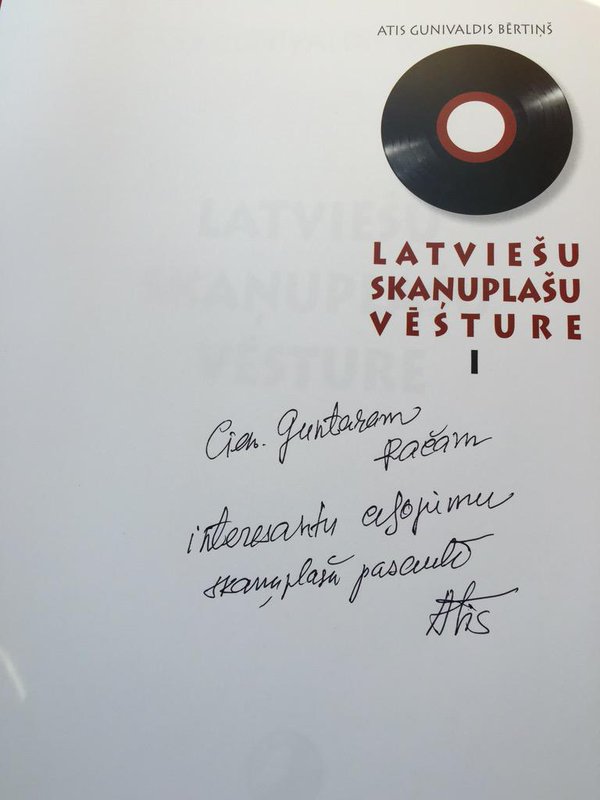 ATIS GUNIVALDIS BĒRTIŅŠ
LATVIEŠU
SKAŅUPLAŠU
VĒSTURE
I
Cien. Guntaram
Račam
interesantu ceļojumu
skaņuplašu pasaulē
Atis